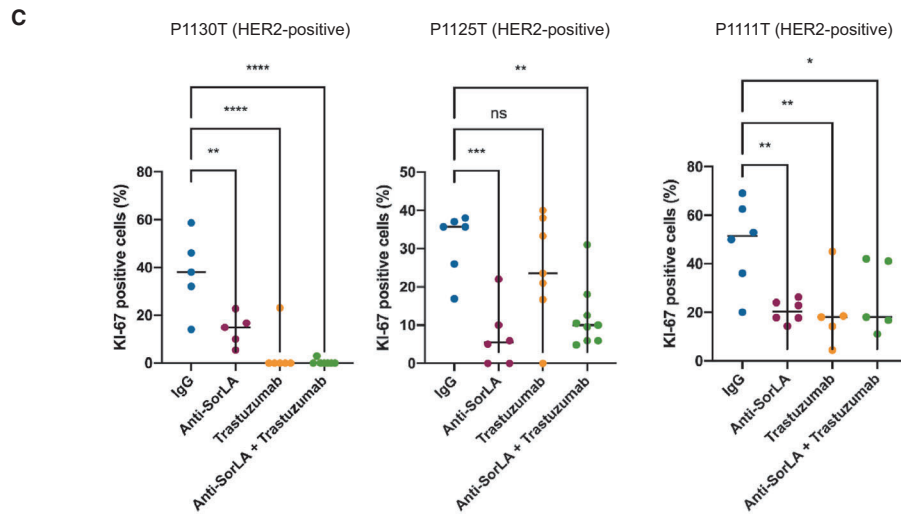 C
P1130T (HER2-positive)
****
****
**
KI-67 positive cells (%)
80
60
40
20
0
IgG
Anti-SorLA
Trastuzumab
Anti-SorLA + Trastuzumab
P1125T (HER2-positive)
**
ns
***
KI-67 positive cells (%)
50
40
30
20
10
0
IgG
Anti-SorLA
Trastuzumab
Anti-SorLA + Trastuzumab
P1111T (HER2-positive)
*
**
**
KI-67 positive cells (%)
80
60
40
20
0
IgG
Anti-SorLA
Trastuzumab
Anti-SorLA + Trastuzumab